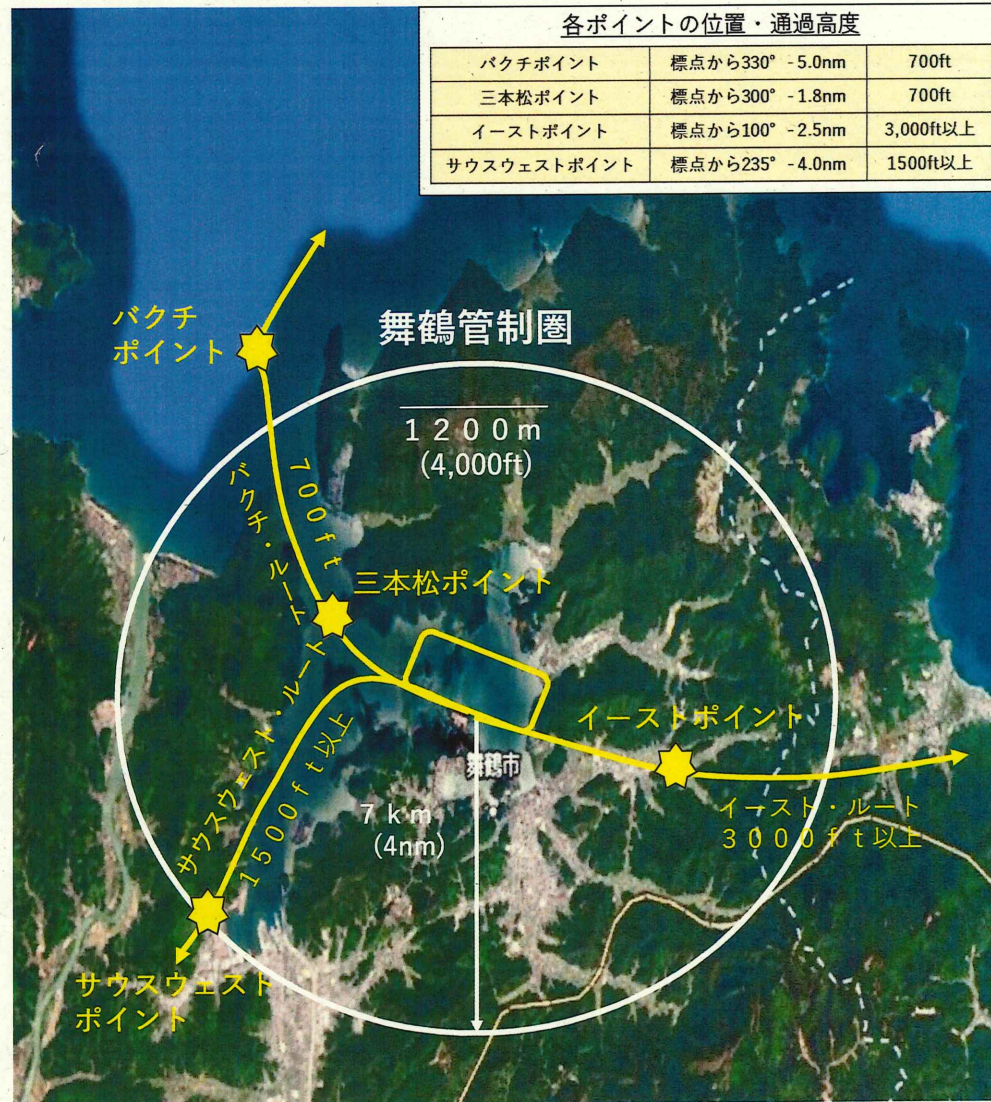 各ポイントの位置・通過高度
バクチポイント 標点から330° -5.0nm 700ft
三本松ポイント 標点から300° -1.8nm 700ft
イーストポイント 標点から100° -2.5nm 3,000ft以上
サウスウェストポイント 標点から235° -4.0nm 1500ft以上
バクチ
ポイント
舞鶴管制圏
1200m
(4,000ft)
バクチ・ルート
700ft
三本松ポイント
サウスウェスト・ルート
1500ft以上
イーストポイント
舞鶴市
7km
(4nm)
イースト・ルート
3000ft以上
サウスウェスト
ポイント